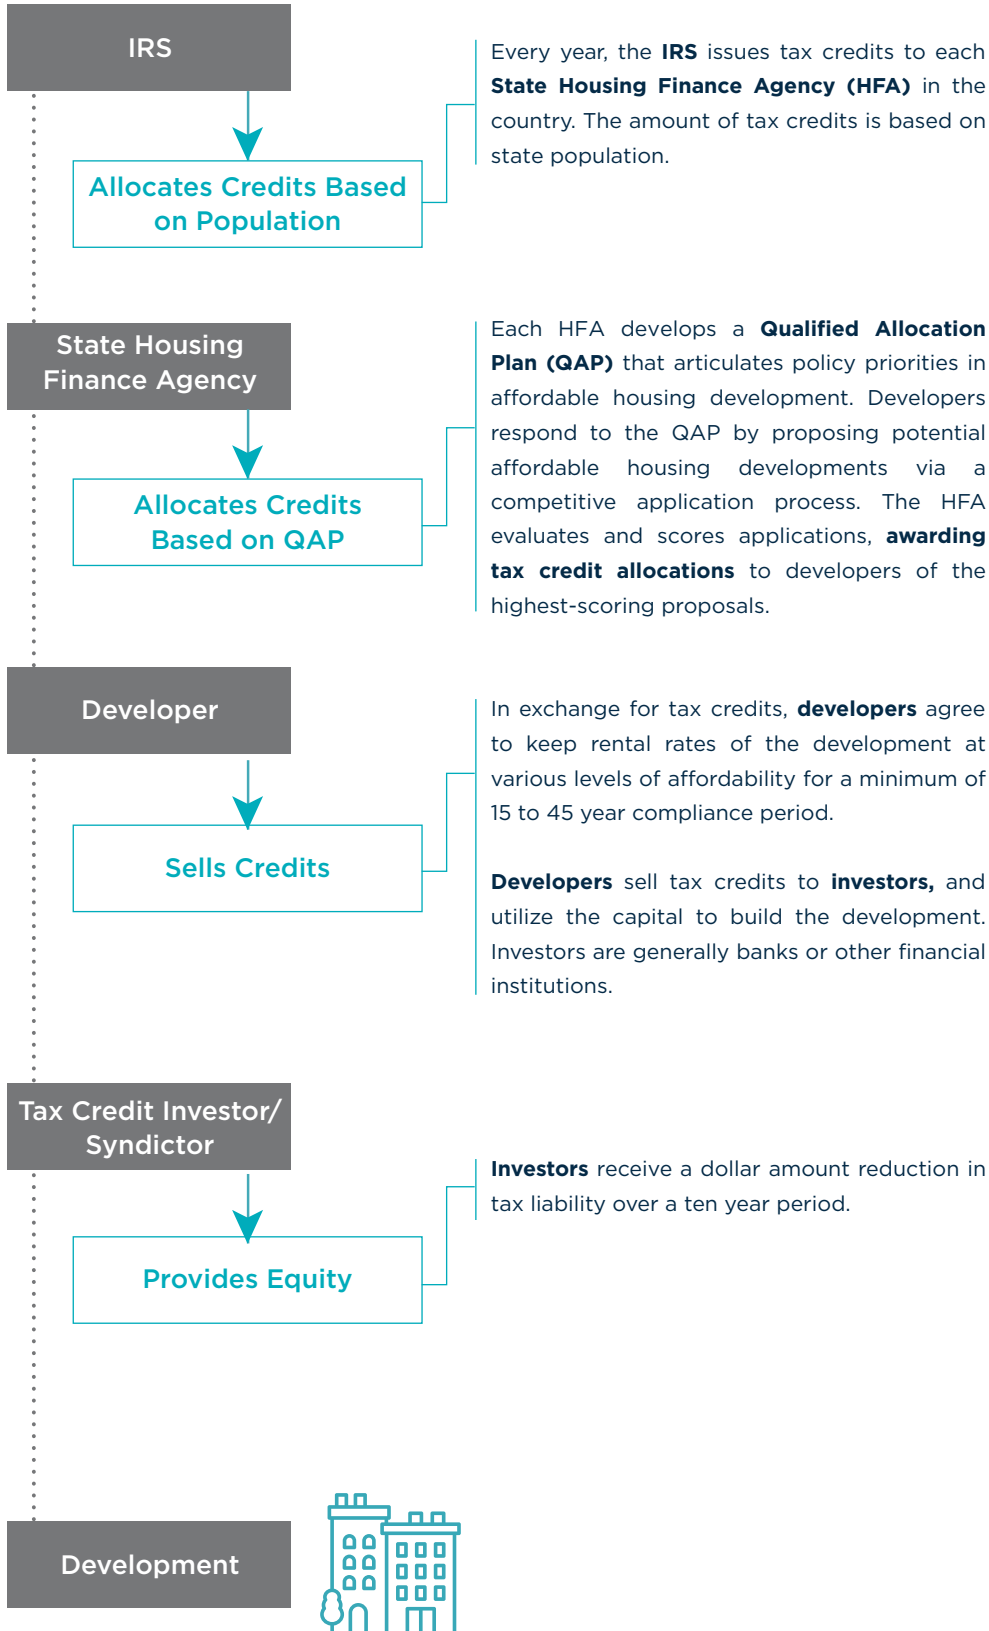 IRS
Allocates Credits Based
on Population
Every year, the IRS issues tax credits to each
State Housing Finance Agency (HFA) in the
country. The amount of tax credits is based on
state population.
State Housing
Finance Agency
Allocates Credits
Based on QAP
Each HFA develops a Qualified Allocation
Plan (QAP) that articulates policy priorities in
affordable housing development. Developers
respond to the QAP by proposing potential
affordable housing developments via a
competitive application process. The HFA
evaluates and scores applications, awarding
tax credit allocations to developers of the
highest-scoring proposals.
Developer
Sells Credits
In exchange for tax credits, developers agree
to keep rental rates of the development at
various levels of affordability for a minimum of
15 to 45 year compliance period.
Developers sell tax credits to investors, and
utilize the capital to build the development.
Investors are generally banks or other financial
institutions.
Tax Credit Investor/
Syndictor
Provides Equity
Investors receive a dollar amount reduction in
tax liability over a ten year period.
Development